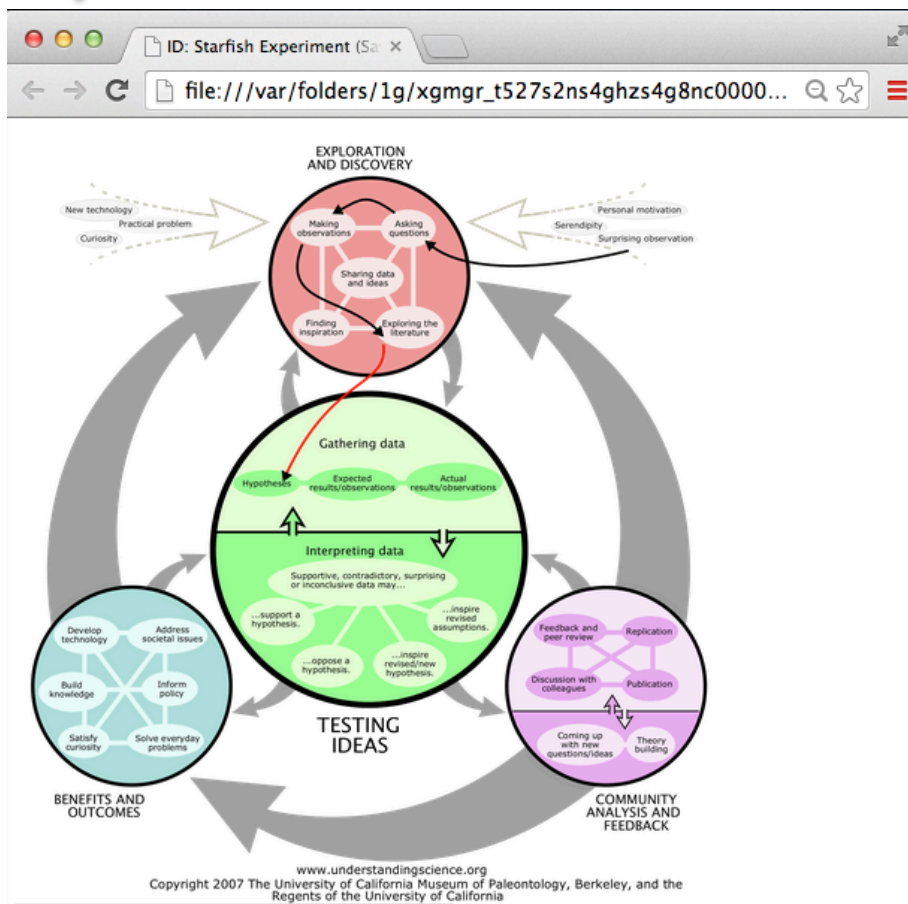 ID: Starfish Experiment (Sa
file:///var/folders/1g/xgmgr_t527s2ns4ghzs4g8nc0000...
EXPLORATION
AND DISCOVERY
New technology
Practical problem
Curiosity
Making
observations
Asking
questions
Sharing data
and ideas
Finding
inspiration
Exploring the
literature
Personal motivation
Serendipity
Surprising observation
Gathering data
Hypotheses
Expected
results/observations
Actual
results/observations
Interpreting data
Supportive, contradictory, surprising
or inconclusive data may...
...support a
hypothesis.
...oppose a
hypothesis.
...inspire
revised/new
hypothesis.
...inspire
revised
assumptions.
TESTING
IDEAS
Develop
technology
Address
societal issues
Build
knowledge
Inform
policy
Satisfy
curiosity
Solve everyday
problems
BENEFITS AND
OUTCOMES
Feedback and
peer review
Replication
Discussion with
colleagues
Publication
Coming up
with new
questions/ideas
Theory
building
COMMUNITY
ANALYSIS AND
FEEDBACK
www.understandingscience.org
Copyright 2007 The University of California Museum of Paleontology, Berkeley, and the
Regents of the University of California